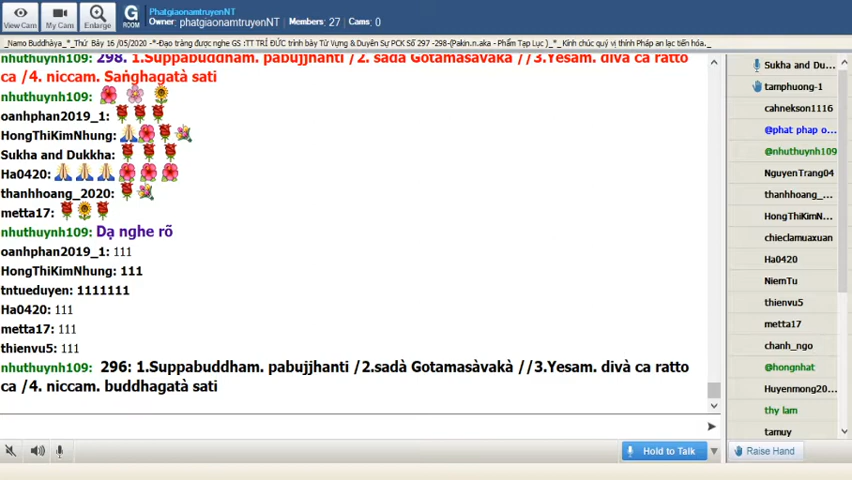 View Cam
My Cam
Enlarge
G
ROOM
PhatgiaonamtruyenNT
Owner: phatgiaonamtruyenNT | Members: 27 | Cams: 0
_Namo Buddhàya_*_Thứ Bảy 16 /05/2020 -*-Đạo tràng được nghe GS :TT TRÍ ĐỨC trình bày Từ Vựng & Duyên Sự PCK Số 297 -298-(Pakin.n.aka - Phẩm Tạp Lục )_*_ Kính chúc quý vị thính Pháp an lạc tiến hóa._
nhuthuynh109: 298. 1.Suppabuddham. pabujjhanti /2. sadà Gotamasàvakà //3.Yesam. divà ca ratto
ca /4. niccam. Saṅghagatà sati
nhuthuynh109:
oanhphan2019_1:
HongThiKimNhung:
Sukha and Dukkha:
Ha0420:
thanhhoang_2020:
metta17:
nhuthuynh109: Dạ nghe rõ
oanhphan2019_1: 111
HongThiKimNhung: 111
tntueduyen: 1111111
Ha0420: 111
metta17: 111
thienvu5: 111
nhuthuynh109: 296: 1.Suppabuddham. pabujjhanti /2.sadà Gotamasàvakà //3.Yesam. divà ca ratto
ca /4. niccam. buddhagatà sati
Hold to Talk
Sukha and Du...
tamphuong-1
cahnekson1116
@phat phap o...
@nhuthuynh109
NguyenTrang04
thanhhoang_...
HongThiKimN...
chieclamuaxuan
Ha0420
NiemTu
thienvu5
metta17
chanh_ngo
@hongnhat
Huyenmong20...
thy lam
tamuy
Raise Hand